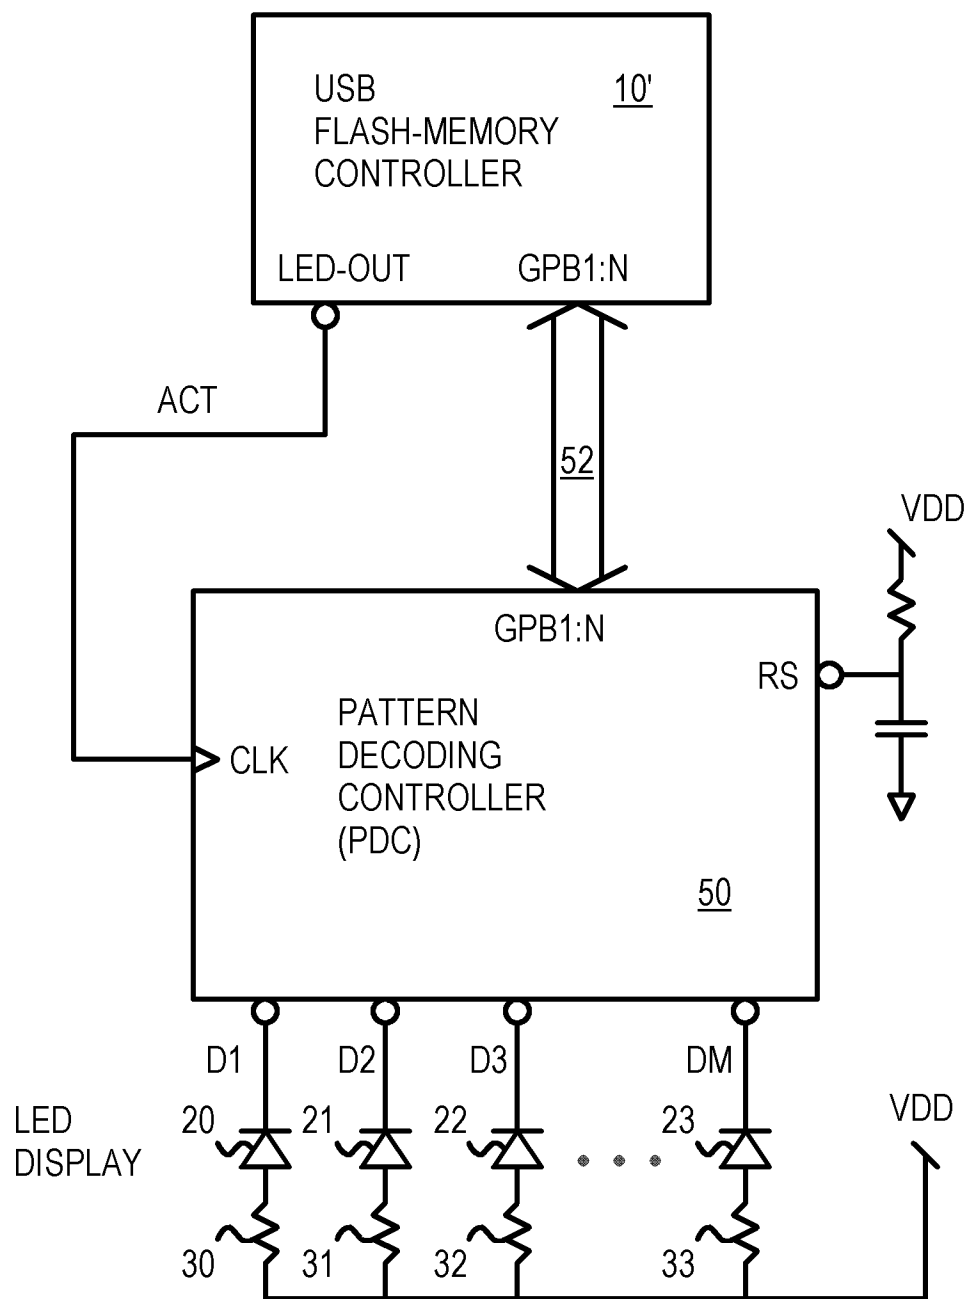 USB
FLASH-MEMORY
CONTROLLER
10'
LED-OUT
GPB1:N
ACT
52
VDD
GPB1:N
RS
PATTERN
DECODING
CONTROLLER
(PDC)
CLK
50
D1
D2
D3
DM
LED
DISPLAY
20
21
22
23
VDD
30
31
32
33